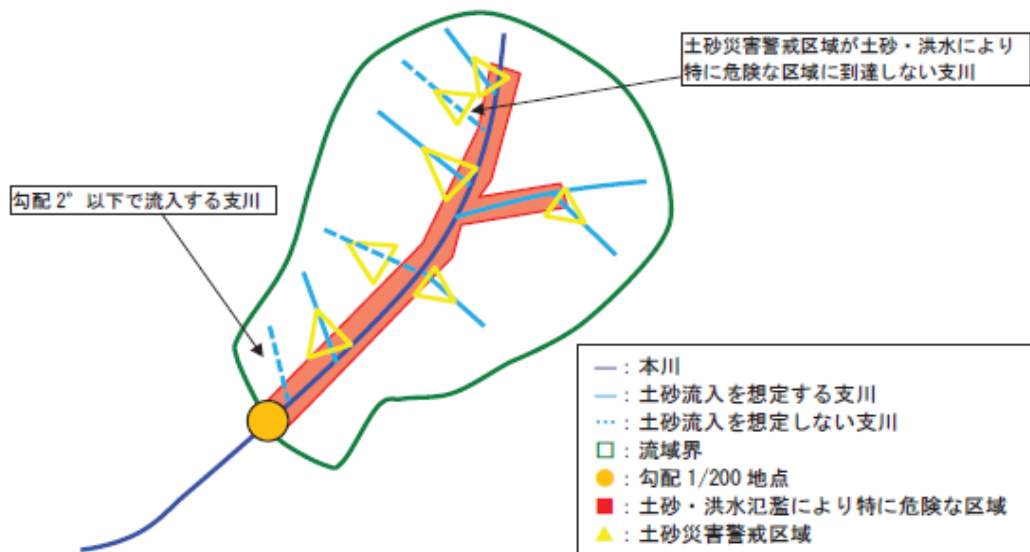 土砂災害警戒区域が土砂・洪水により
特に危険な区域に到達しない支川
勾配2°以下で流入する支川
：本川
：土砂流入を想定する支川
：土砂流入を想定しない支川
：流域界
：勾配1/200地点
：土砂・洪水氾濫により特に危険な区域
：土砂災害警戒区域